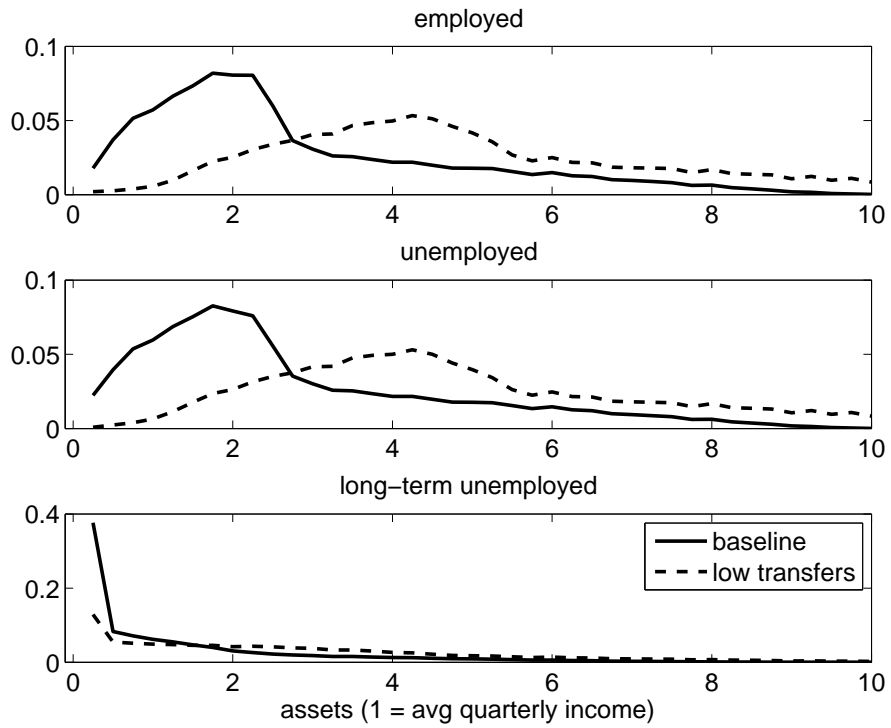 employed
0.1
0.05
0
0 2 4 6 8 10
unemployed
0.1
0.05
0
0 2 4 6 8 10
long−term unemployed
0.4
0.2
0
0 2 4 6 8 10
baseline
low transfers
assets (1 = avg quarterly income)